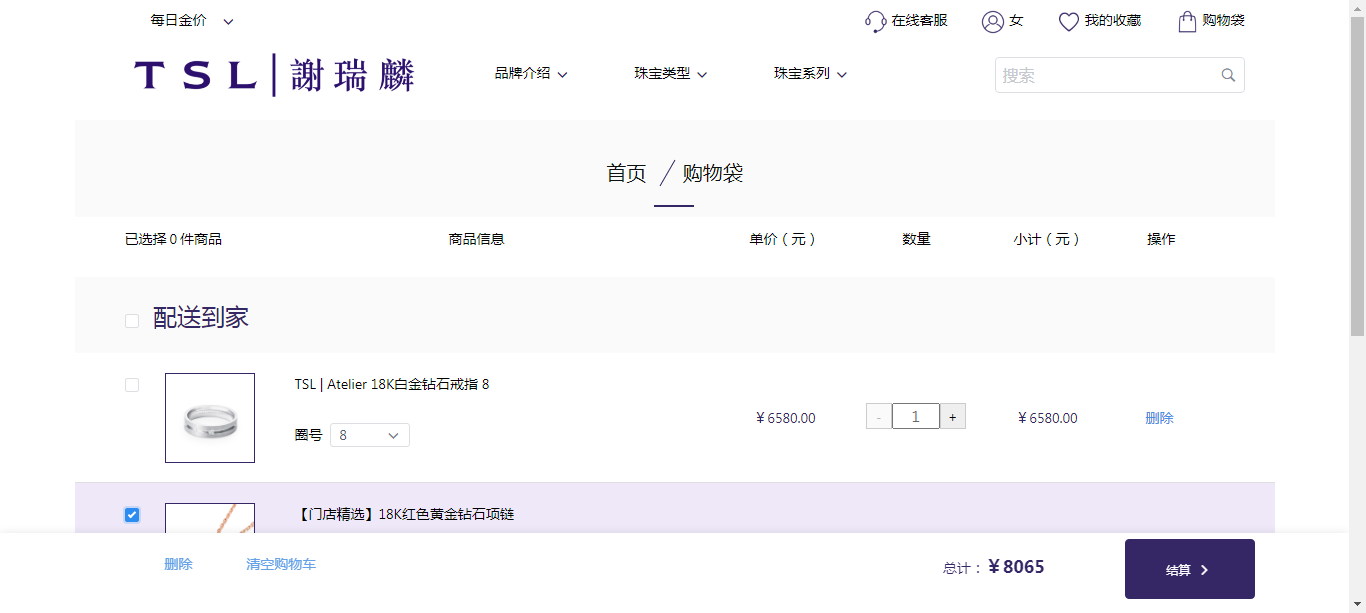 每日金价
在线客服 女 我的收藏 购物袋
TSL 謝瑞麟
品牌介绍 珠宝类型 珠宝系列 搜索
首页 / 购物袋
已选择 0 件商品 商品信息 单价（元） 数量 小计（元） 操作
配送到家
TSL | Atelier 18K白金钻石戒指 8
圈号 8
¥ 6580.00 - 1 + ¥ 6580.00 删除
【门店精选】18K红色黄金钻石项链
删除 清空购物车 总计： ¥ 8065 结算